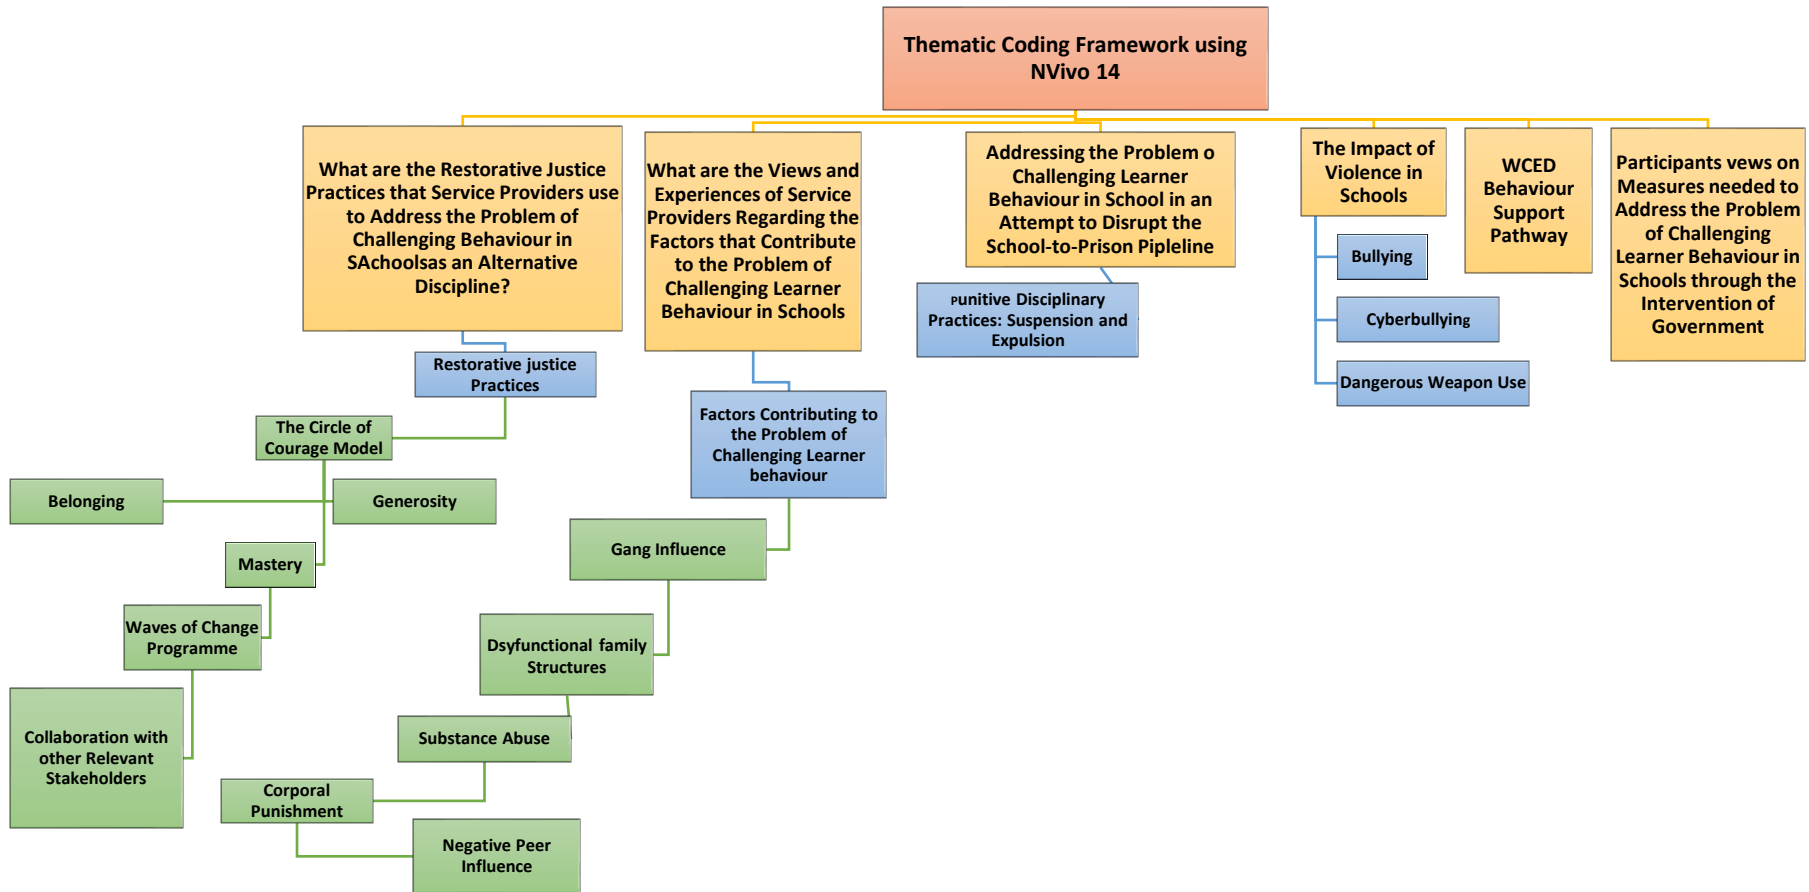 Thematic Coding Framework using
NVivo 14
What are the Restorative Justice
Practices that Service Providers use
to Address the Problem of
Challenging Behaviour in
SAchoolsas an Alternative
Discipline?
What are the Views and
Experiences of Service
Providers Regarding the
Factors that Contribute
to the Problem of
Challenging Learner
Behaviour in Schools
Addressing the Problem o
Challenging Learner
Behaviour in School in an
Attempt to Disrupt the
School-to-Prison Pipleline
The Impact of
Violence in
Schools
WCED
Behaviour
Support
Pathway
Participants vews on
Measures needed to
Address the Problem
of Challenging
Learner Behaviour in
Schools through the
Intervention of
Government
Restorative justice
Practices
The Circle of
Courage Model
Belonging
Generosity
Mastery
Waves of Change
Programme
Collaboration with
other Relevant
Stakeholders
Factors Contributing to
the Problem of
Challenging Learner
behaviour
Gang Influence
Dsyfunctional family
Structures
Substance Abuse
Corporal
Punishment
Negative Peer
Influence
Punitive Disciplinary
Practices: Suspension and
Expulsion
Bullying
Cyberbullying
Dangerous Weapon Use